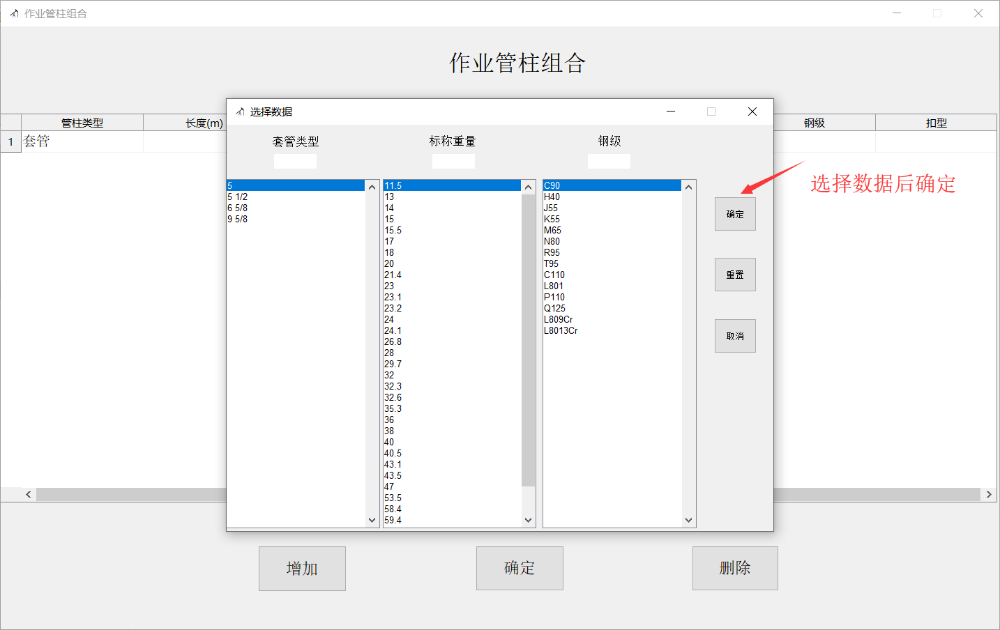 作业管柱组合
作业管柱组合
管柱类型
长度(m)
钢级
扣型
1
套管
选择数据
套管类型
标称重量
钢级
5
5 1/2
6 5/8
9 5/8
11.5
13
14
15
15.5
17
18
20
21.4
23
23.1
23.2
24
24.1
26.8
28
29.7
32
32.3
32.6
35.3
36
38
40
40.5
43.1
43.5
47
53.5
58.4
59.4
C90
H40
J55
K55
M65
N80
R95
T95
C110
L801
P110
Q125
L809Cr
L8013Cr
确定
重置
取消
选择数据后确定
增加
确定
删除